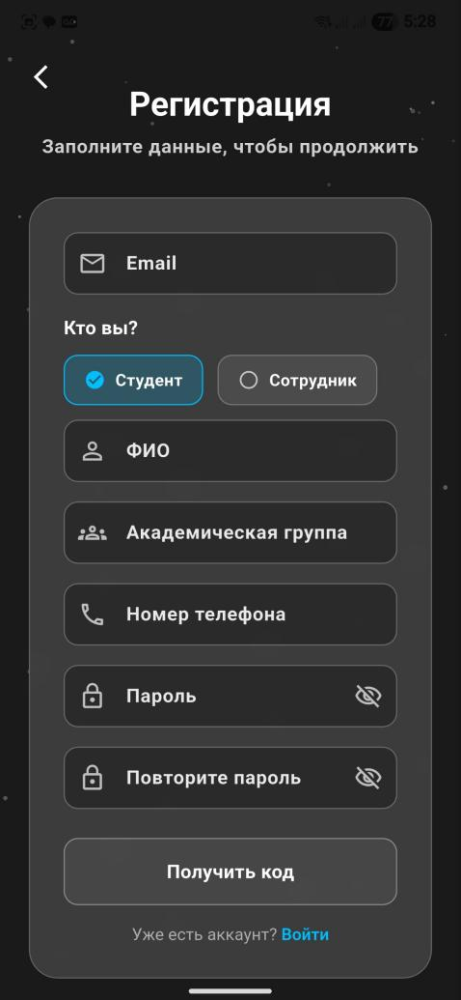 77 5:28
Регистрация
Заполните данные, чтобы продолжить
Email
Кто вы?
Студент Сотрудник
ФИО
Академическая группа
Номер телефона
Пароль
Повторите пароль
Получить код
Уже есть аккаунт? Войти